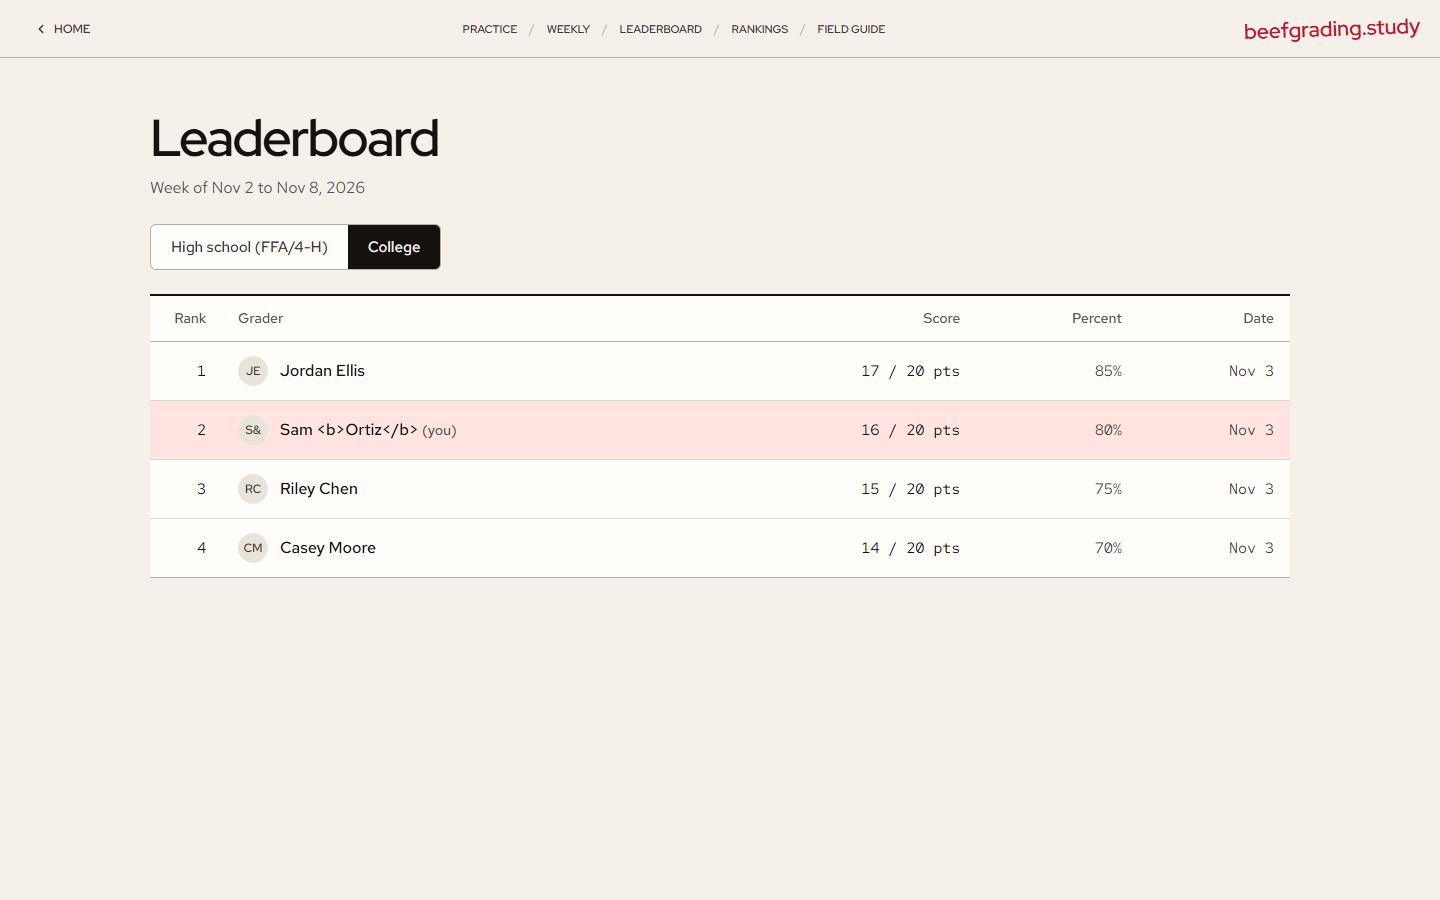 HOME PRACTICE / WEEKLY / LEADERBOARD / RANKINGS / FIELD GUIDE beefgrading.study
Leaderboard
Week of Nov 2 to Nov 8, 2026
High school (FFA/4-H) College
Rank Grader Score Percent Date
1 JE Jordan Ellis 17 / 20 pts 85% Nov 3
2 S& Sam <b>Ortiz</b> (you) 16 / 20 pts 80% Nov 3
3 RC Riley Chen 15 / 20 pts 75% Nov 3
4 CM Casey Moore 14 / 20 pts 70% Nov 3